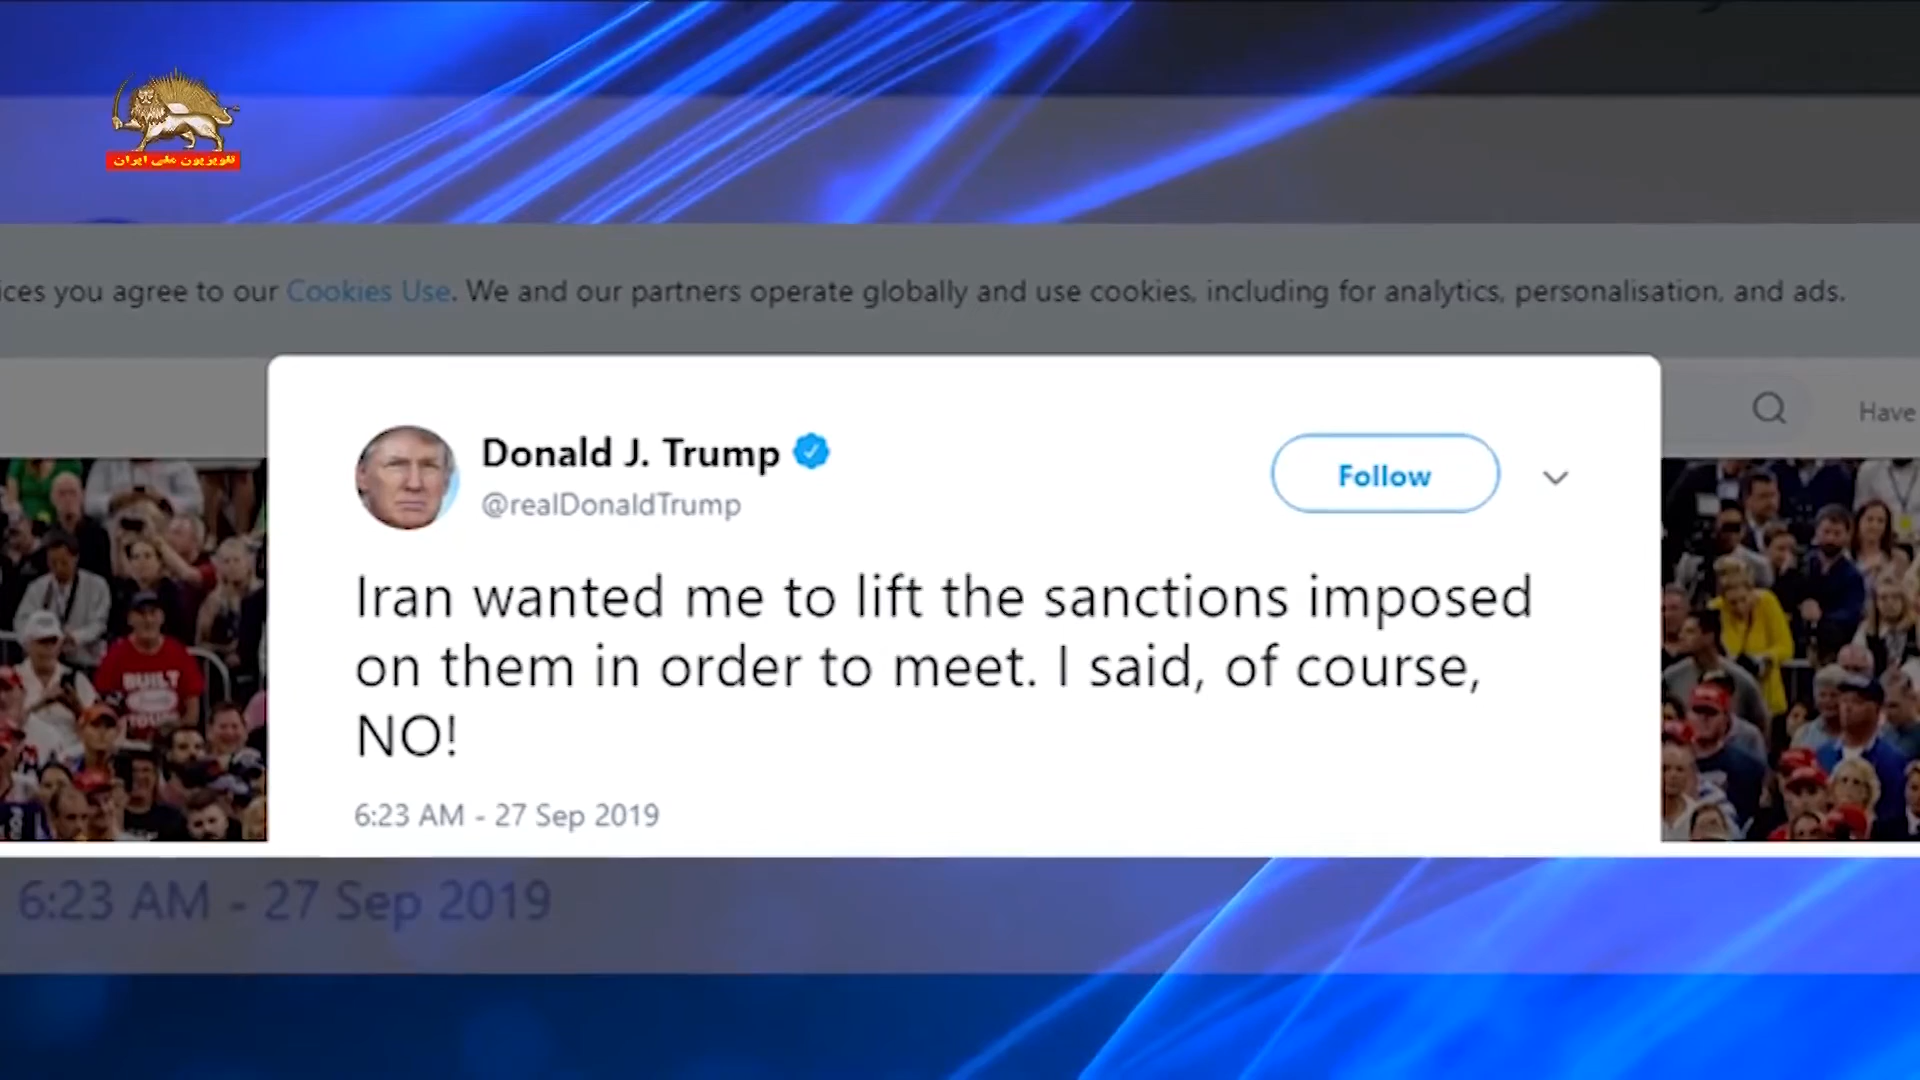 تلویزیون ملی ایران
ices you agree to our Cookies Use. We and our partners operate globally and use cookies, including for analytics, personalisation, and ads.
Have
Donald J. Trump
@realDonaldTrump
Follow
Iran wanted me to lift the sanctions imposed
on them in order to meet. I said, of course,
NO!
6:23 AM - 27 Sep 2019
BUILT
6:23 AM - 27 Sep 2019